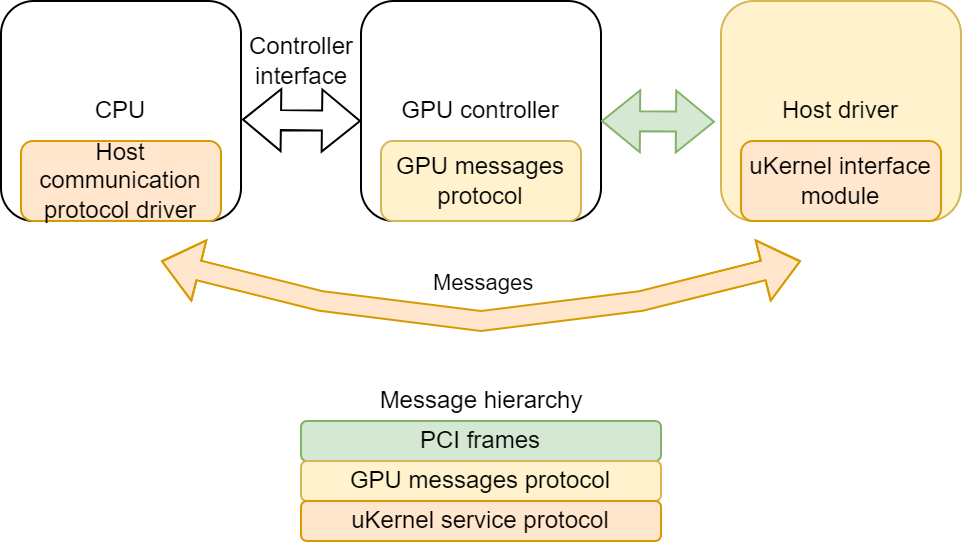 Controller
interface
CPU
GPU controller
Host driver
Host
communication
protocol driver
GPU messages
protocol
uKernel interface
module
Messages
Message hierarchy
PCI frames
GPU messages protocol
uKernel service protocol